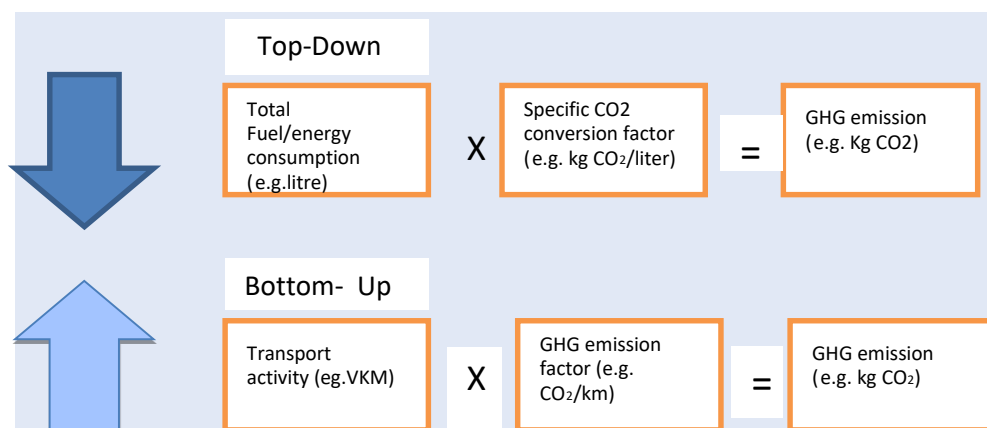 Top-Down
Total
Fuel/energy
consumption
(e.g.litre)
X
Specific CO2
conversion factor
(e.g. kg CO₂/liter)
=
GHG emission
(e.g. Kg CO2)
Bottom- Up
Transport
activity (eg.VKM)
X
GHG emission
factor (e.g.
CO₂/km)
=
GHG emission
(e.g. kg CO₂)